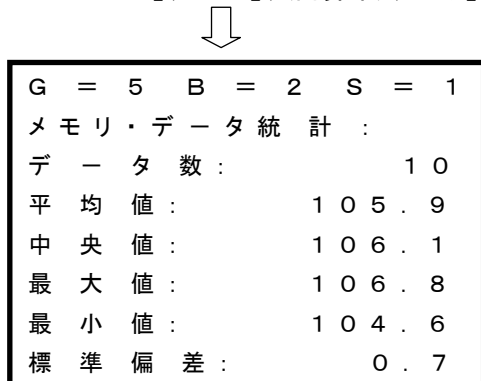 G = 5 B = 2 S = 1
メモリ・データ統計:
データ数: 10
平均値: 105.9
中央値: 106.1
最大値: 106.8
最小値: 104.6
標準偏差: 0.7